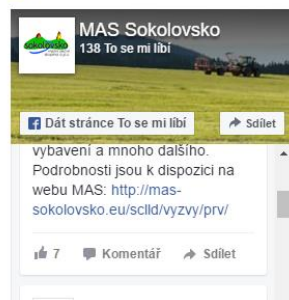 MAS Sokolovsko
138 To se mi líbí
sokolovsko
Dát stránce To se mi líbí
Sdílet
vybavení a mnoho dalšího.
Podrobnosti jsou k dispozici na
webu MAS: http://mas-
sokolovsko.eu/sclld/vyzvy/prv/
7 Komentář Sdílet